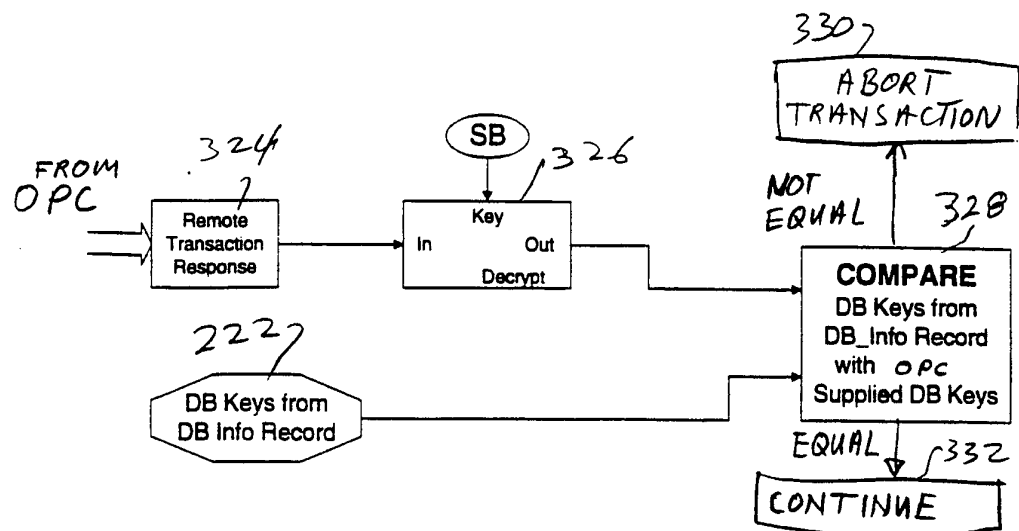 330
ABORT
TRANSACTION
324
SB
326
FROM
OPC
NOT
EQUAL
328
Remote
Transaction
Response
Key
In
Out
Decrypt
COMPARE
DB Keys from
DB_Info Record
with OPC
Supplied DB Keys
222
DB Keys from
DB Info Record
EQUAL
332
CONTINUE